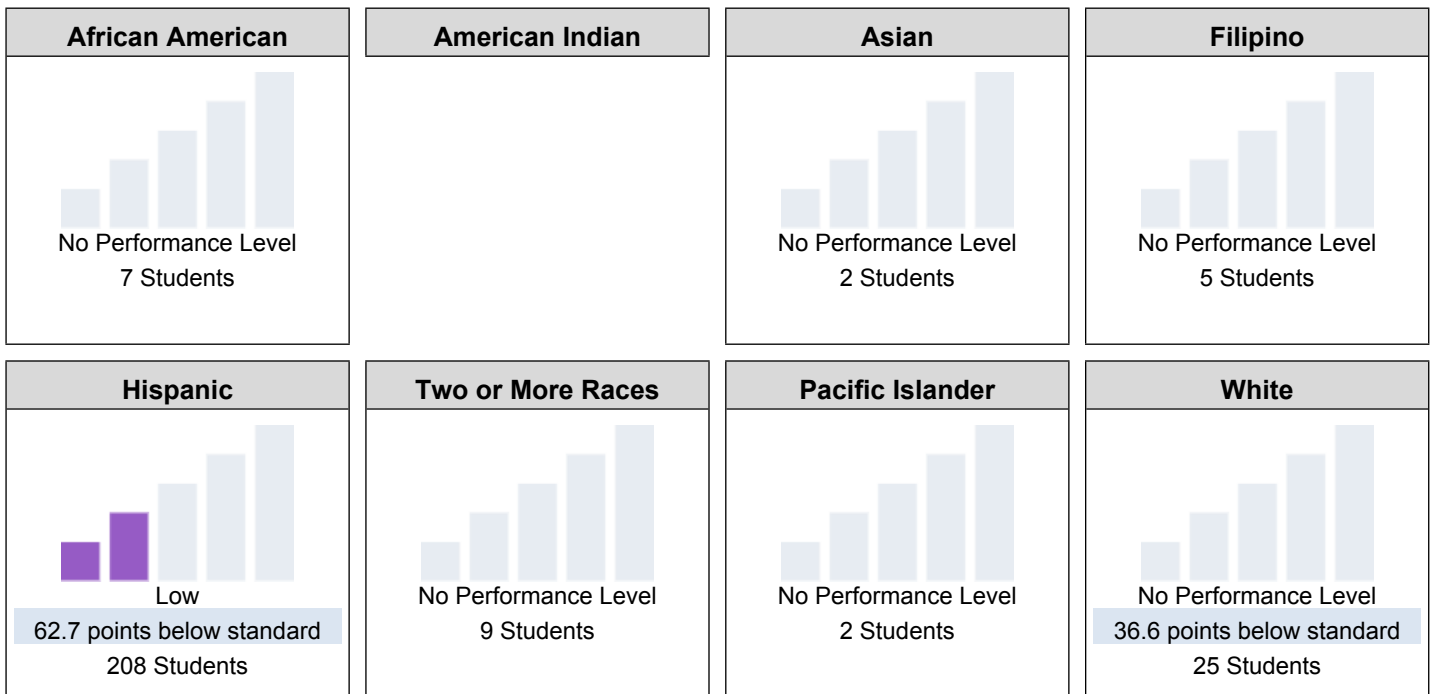 African American
No Performance Level
7 Students
American Indian
Asian
No Performance Level
2 Students
Filipino
No Performance Level
5 Students
Hispanic
Low
62.7 points below standard
208 Students
Two or More Races
No Performance Level
9 Students
Pacific Islander
No Performance Level
2 Students
White
No Performance Level
36.6 points below standard
25 Students